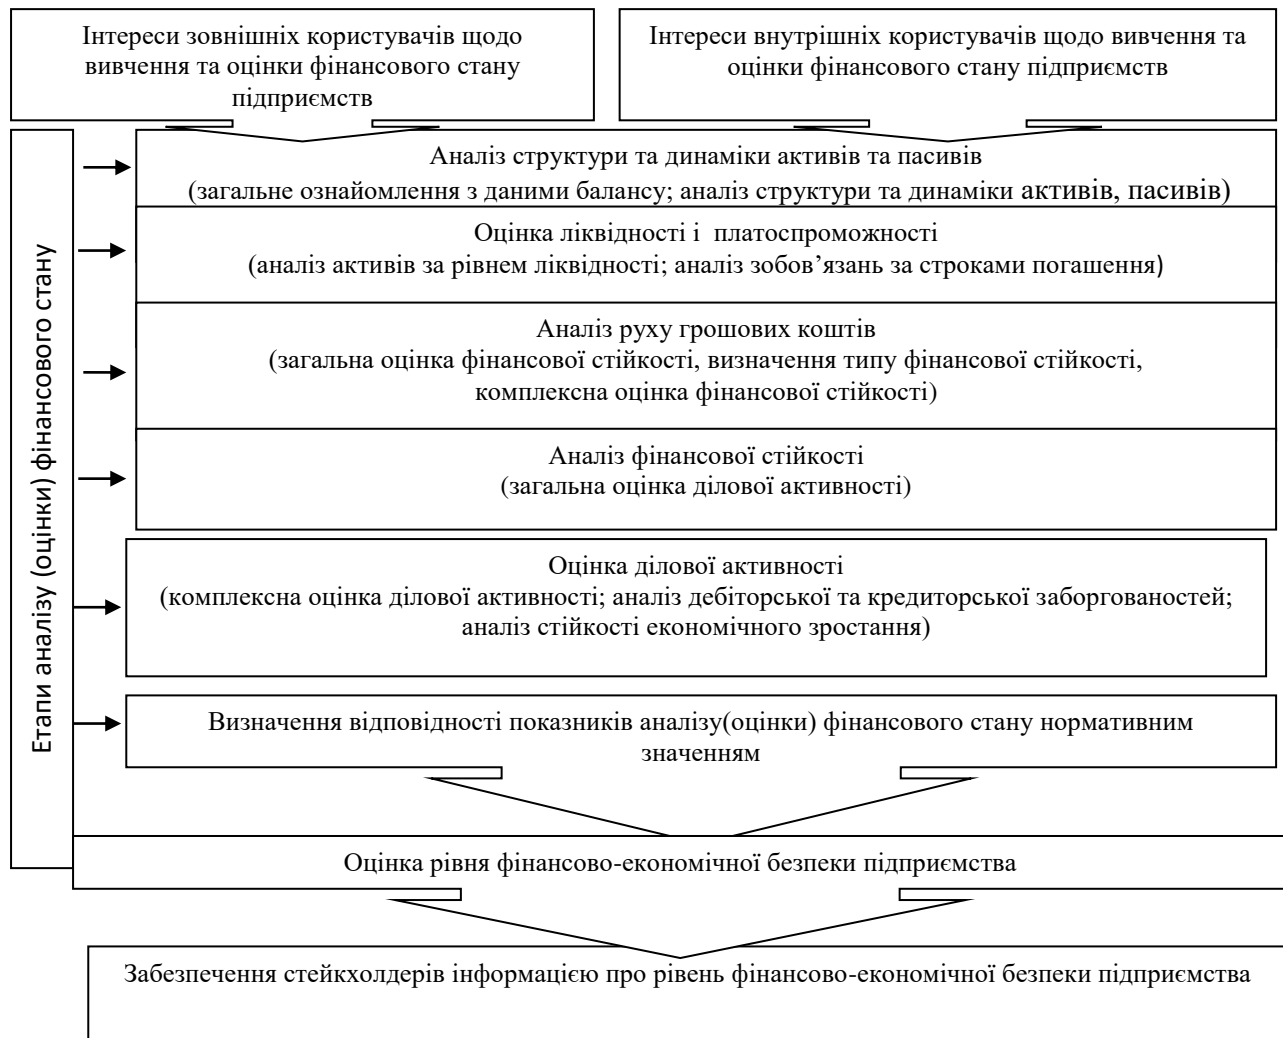 Інтереси зовнішніх користувачів щодо
вивчення та оцінки фінансового стану
підприємств
Інтереси внутрішніх користувачів щодо вивчення та
оцінки фінансового стану підприємств
Етапи аналізу (оцінки) фінансового стану
Аналіз структури та динаміки активів та пасивів
(загальне ознайомлення з даними балансу; аналіз структури та динаміки активів, пасивів)
Оцінка ліквідності і платоспроможності
(аналіз активів за рівнем ліквідності; аналіз зобов’язань за строками погашення)
Аналіз руху грошових коштів
(загальна оцінка фінансової стійкості, визначення типу фінансової стійкості,
комплексна оцінка фінансової стійкості)
Аналіз фінансової стійкості
(загальна оцінка ділової активності)
Оцінка ділової активності
(комплексна оцінка ділової активності; аналіз дебіторської та кредиторської заборгованостей;
аналіз стійкості економічного зростання)
Визначення відповідності показників аналізу(оцінки) фінансового стану нормативним
значенням
Оцінка рівня фінансово-економічної безпеки підприємства
Забезпечення стейкхолдерів інформацією про рівень фінансово-економічної безпеки підприємства